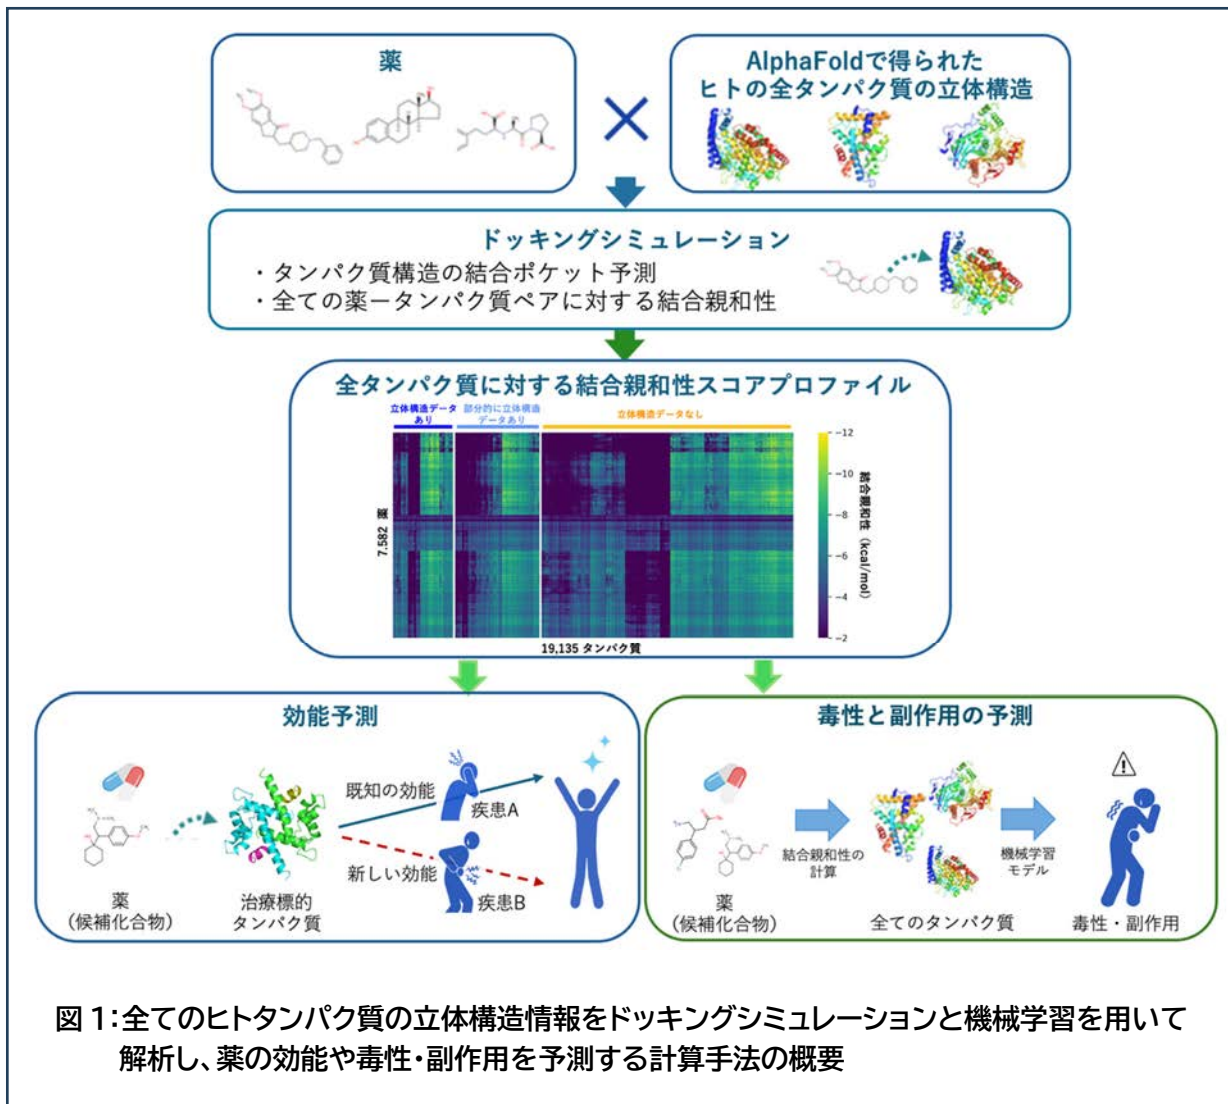 薬
AlphaFoldで得られた
ヒトの全タンパク質の立体構造
ドッキングシミュレーション
・タンパク質構造の結合ポケット予測
・全ての薬ータンパク質ペアに対する結合親和性
全タンパク質に対する結合親和性スコアプロファイル
立体構造データ
あり
部分的に立体構造
データあり
立体構造データなし
7.582 薬
19,135 タンパク質
−12
−10
−8
−6
−4
−2
結合親和性（kcal/mol）
効能予測
既知の効能
疾患A
新しい効能
疾患B
薬
(候補化合物)
治療標的
タンパク質
毒性と副作用の予測
結合親和性の
計算
機械学習
モデル
薬
(候補化合物)
全てのタンパク質
毒性・副作用
図 1：全てのヒトタンパク質の立体構造情報をドッキングシミュレーションと機械学習を用いて
解析し、薬の効能や毒性・副作用を予測する計算手法の概要